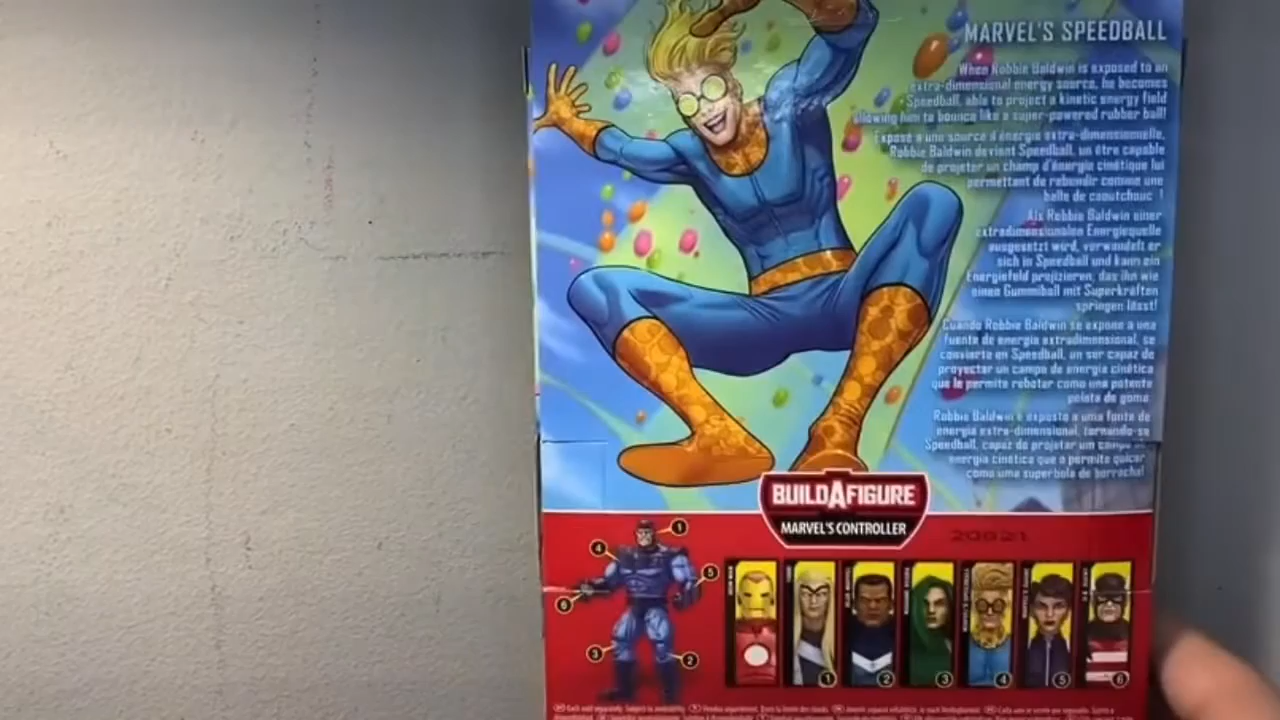 MARVEL'S SPEEDBALL
When Robbie Baldwin is exposed to an
extra-dimensional energy source, he becomes
Speedball, able to project a kinetic energy field
allowing him to bounce like a super-powered rubber ball!
Exposé à une source d'énergie extra-dimensionnelle,
Robbie Baldwin devient Speedball, un être capable
de projeter un champ d'énergie cinétique lui
permettant de rebondir comme une
balle de caoutchouc !
Als Robbie Baldwin einer
extradimensionalen Energiequelle
ausgesetzt wird, verwandelt er
sich in Speedball und kann ein
Energiefeld projizieren, das ihn wie
einen Gummiball mit Superkräften
springen lässt!
Cuando Robbie Baldwin se expone a una
fuente de energía extradimensional, se
convierte en Speedball, un ser capaz de
proyectar un campo de energía cinética
que le permite rebotar como una potente
pelota de goma.
Robbie Baldwin é exposto a uma fonte de
energia extra-dimensional, tornando-se
Speedball, capaz de projetar um campo de
energia cinética que o permite quicar
como uma superbola de borracha!
BUILDAFIGURE
MARVEL'S CONTROLLER
20821
1
4
5
6
3
2
IRON MAN
1
2
3
MARVEL'S SPEEDBALL
4
5
6